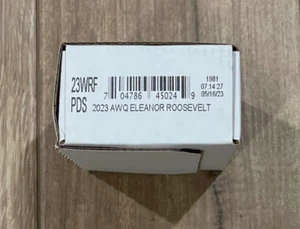 23WRF
PDS
7 04786 45024 9
1981
07:14:27
05/16/23
2023 AWQ ELEANOR ROOSEVELT